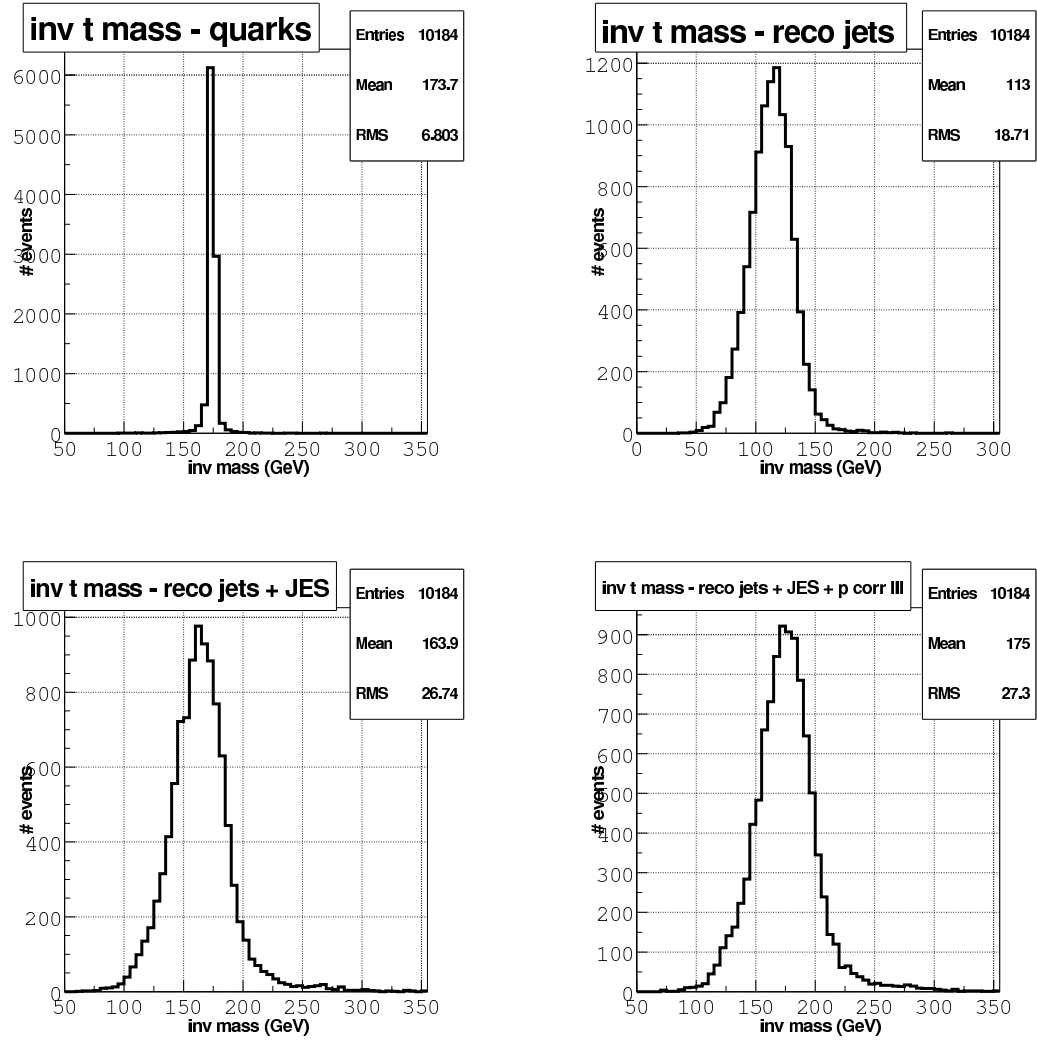 inv t mass - quarks
Entries 10184
Mean 173.7
RMS 6.803
6000
5000
4000
3000
2000
1000
0
# events
50 100 150 200 250 300 350
inv mass (GeV)
inv t mass - reco jets
Entries 10184
Mean 113
RMS 18.71
1200
1000
800
600
400
200
0
# events
0 50 100 150 200 250 300
inv mass (GeV)
inv t mass - reco jets + JES
Entries 10184
Mean 163.9
RMS 26.74
1000
800
600
400
200
0
# events
50 100 150 200 250 300 350
inv mass (GeV)
inv t mass - reco jets + JES + p corr III
Entries 10184
Mean 175
RMS 27.3
900
800
700
600
500
400
300
200
100
0
# events
50 100 150 200 250 300 350
inv mass (GeV)